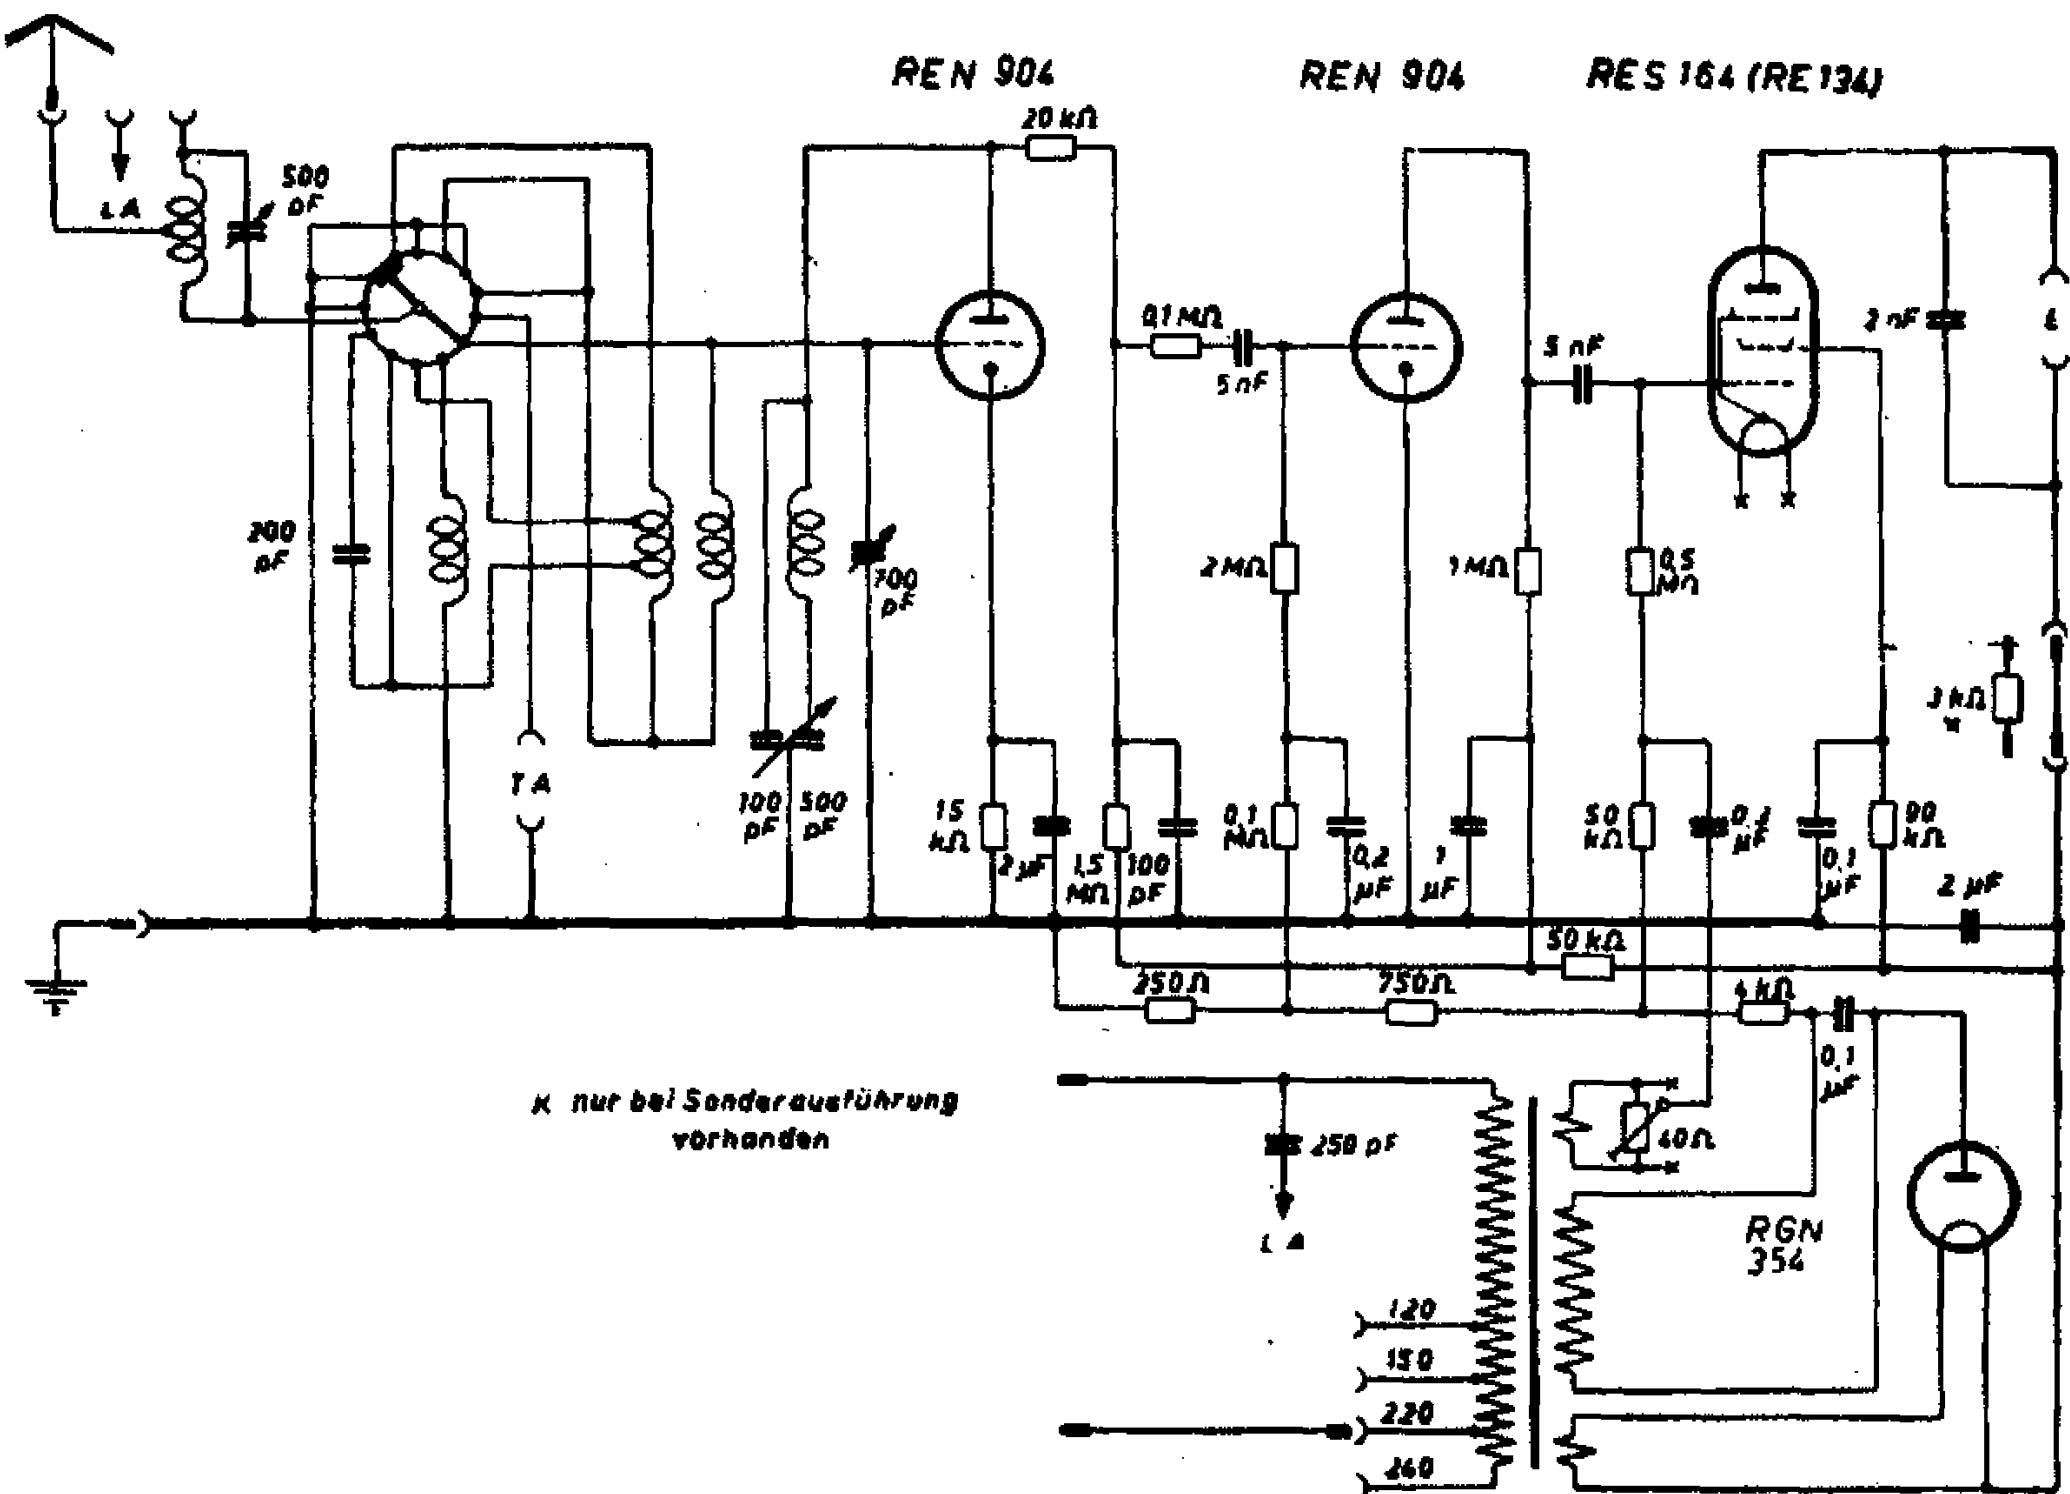 REN 904
REN 904
RES 164 (RE 134)
20 kΩ
500
pF
LA
0,1 MΩ
5 nF
5 nF
2 nF
200
pF
700
pF
2 MΩ
1 MΩ
0,5
MΩ
3 kΩ
×
TA
100
pF
500
pF
15
kΩ
2 µF
1,5
MΩ
100
pF
0,1
MΩ
0,2
µF
1
µF
50
kΩ
0,2
µF
0,1
µF
90
kΩ
2 µF
50 kΩ
250 Ω
750 Ω
4 kΩ
0,1
µF
× nur bei Sonderausführung
vorhanden
250 pF
LA
40 Ω
RGN
354
120
150
220
240